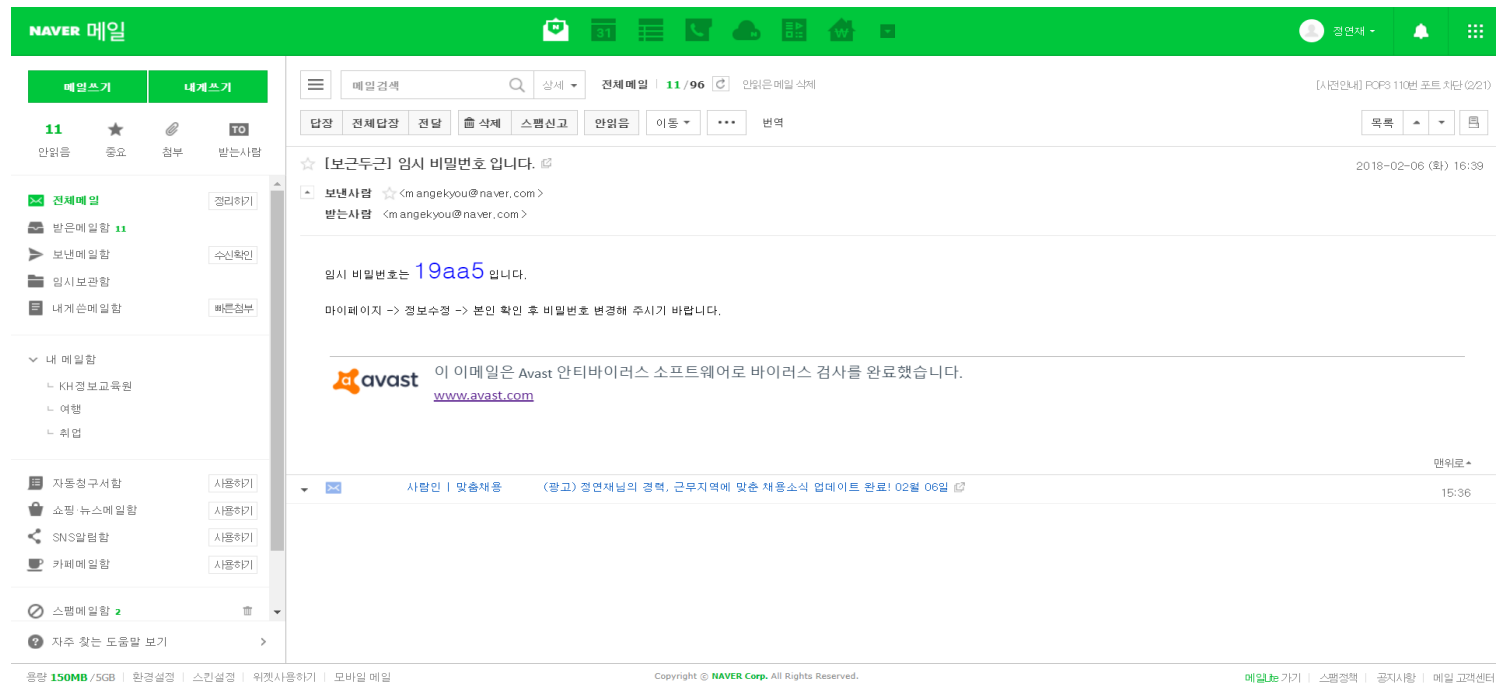 NAVER 메일
31
정연재
메일쓰기 내게쓰기
메일검색 상세 전체메일 11/96 안읽은메일 삭제 [사전안내] POP3 110번 포트 차단 (2/21)
답장 전체답장 전달 삭제 스팸신고 안읽음 이동 ••• 번역 목록
11 TO
안읽음 중요 첨부 받는사람
[보근두근] 임시 비밀번호 입니다. 2018-02-06 (화) 16:39
보낸사람 <mangekyou@naver.com>
받는사람 <mangekyou@naver.com>
전체메일 정리하기
받은메일함 11
보낸메일함 수신확인
임시보관함
내게쓴메일함 빠른첨부
임시 비밀번호는 19aa5 입니다.
마이페이지 -> 정보수정 -> 본인 확인 후 비밀번호 변경해 주시기 바랍니다.
내 메일함
KH정보교육원
여행
취업
avast 이 이메일은 Avast 안티바이러스 소프트웨어로 바이러스 검사를 완료했습니다.
www.avast.com
맨위로
자동청구서함 사용하기
쇼핑·뉴스메일함 사용하기
SNS알림함 사용하기
카페메일함 사용하기
사람인 | 맞춤채용 (광고) 정연재님의 경력, 근무지역에 맞춘 채용소식 업데이트 완료! 02월 06일 15:36
스팸메일함 2
자주 찾는 도움말 보기
용량 150MB/5GB 환경설정 스킨설정 위젯사용하기 모바일 메일
Copyright © NAVER Corp. All Rights Reserved.
메일Lite 가기 스팸정책 공지사항 메일 고객센터